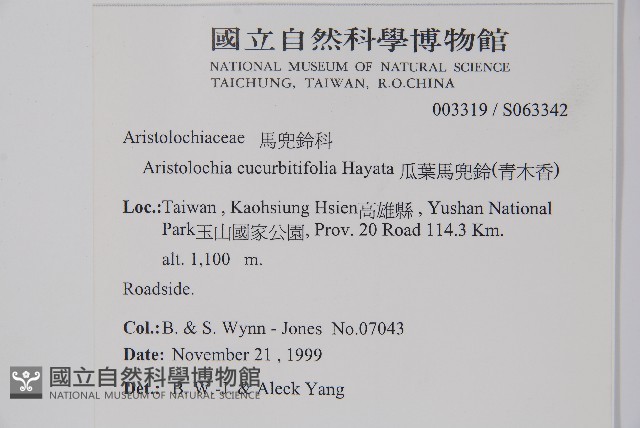 國立自然科學博物館
NATIONAL MUSEUM OF NATURAL SCIENCE
TAICHUNG, TAIWAN, R.O.CHINA
003319 / S063342
Aristolochiaceae 馬兜鈴科
Aristolochia cucurbitifolia Hayata 瓜葉馬兜鈴(青木香)
Loc.:Taiwan , Kaohsiung Hsien高雄縣 , Yushan National
Park玉山國家公園, Prov. 20 Road 114.3 Km.
alt. 1,100 m.
Roadside.
Col.:B. & S. Wynn - Jones No.07043
Date: November 21 , 1999
Det.: B. W.-J. & Aleck Yang
國立自然科學博物館
NATIONAL MUSEUM OF NATURAL SCIENCE